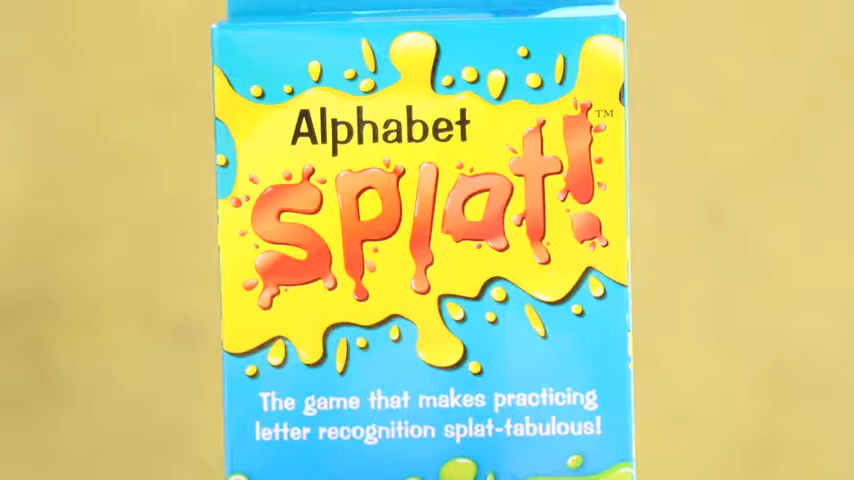 Alphabet
splat!™
The game that makes practicing
letter recognition splat-tabulous!